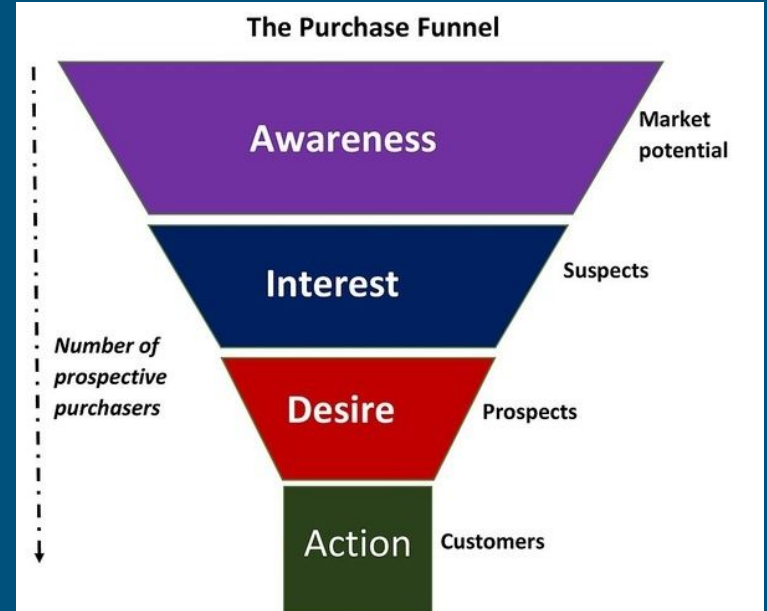 The Purchase Funnel
Awareness
Market
potential
Interest
Suspects
Number of
prospective
purchasers
Desire
Prospects
Action
Customers